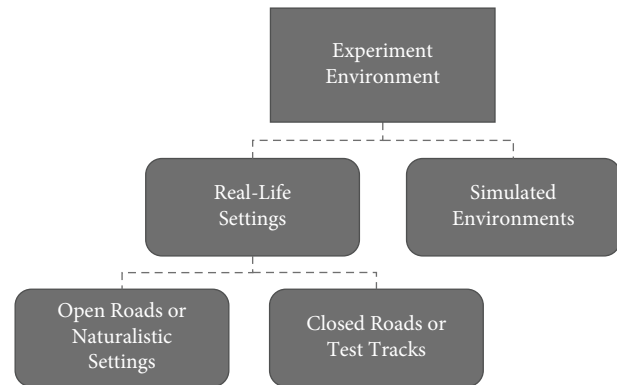 Experiment
Environment
Real-Life
Settings
Simulated
Environments
Open Roads or
Naturalistic
Settings
Closed Roads or
Test Tracks